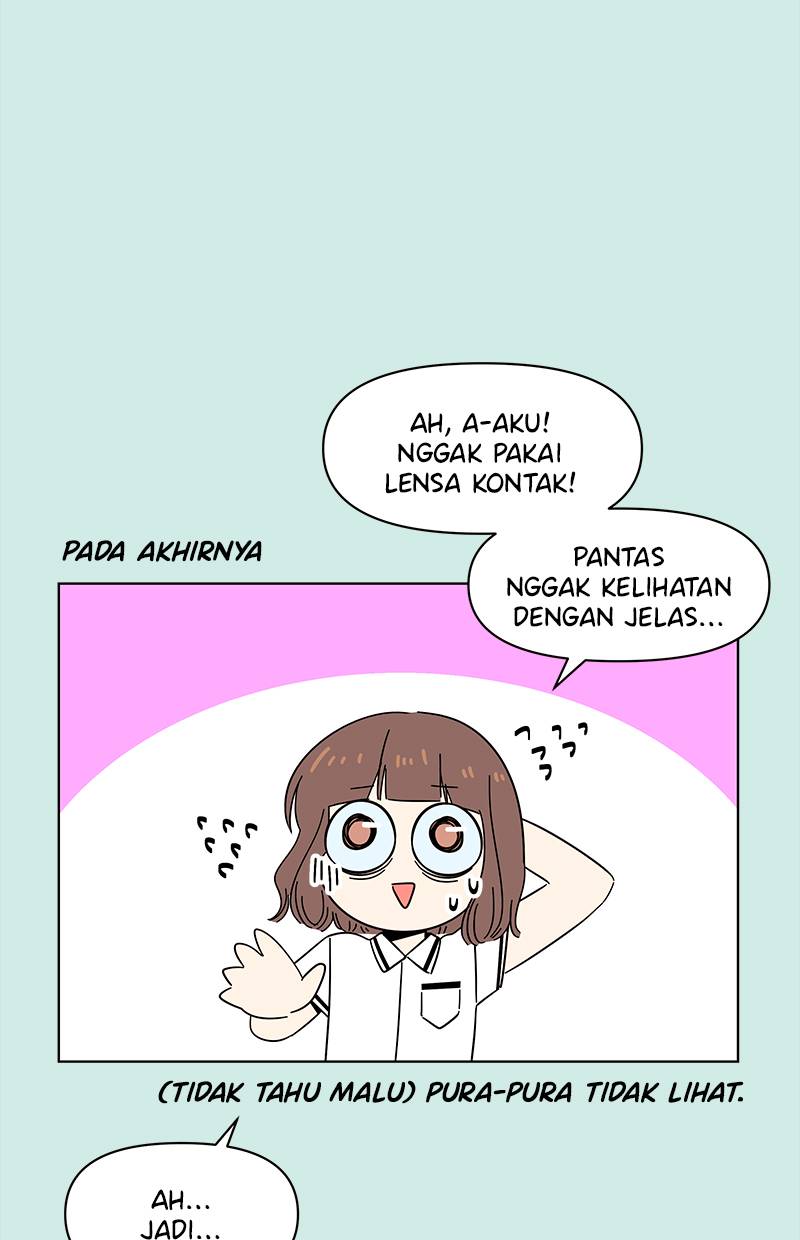 AH, A-AKU!
NGGAK PAKAI
LENSA KONTAK!
PADA AKHIRNYA
PANTAS
NGGAK KELIHATAN
DENGAN JELAS...
(TIDAK TAHU MALU) PURA-PURA TIDAK LIHAT.
AH...
JADI...